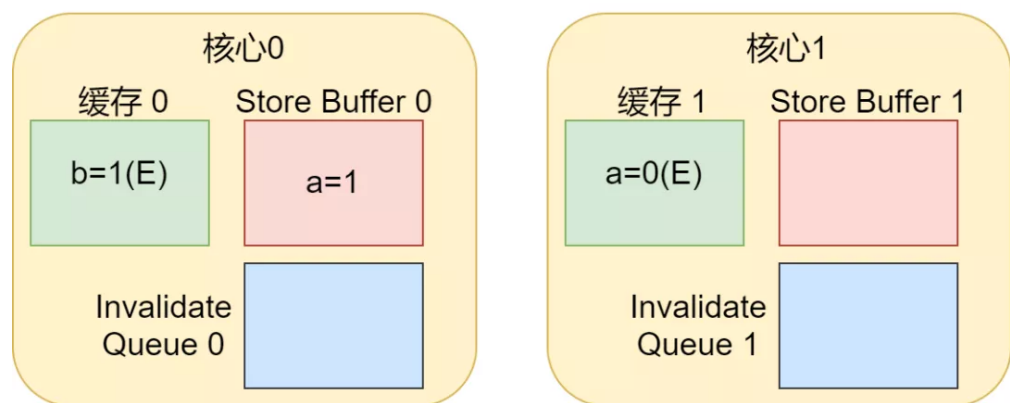 核心0
缓存 0
Store Buffer 0
b=1(E)
a=1
Invalidate
Queue 0
核心1
缓存 1
Store Buffer 1
a=0(E)
Invalidate
Queue 1